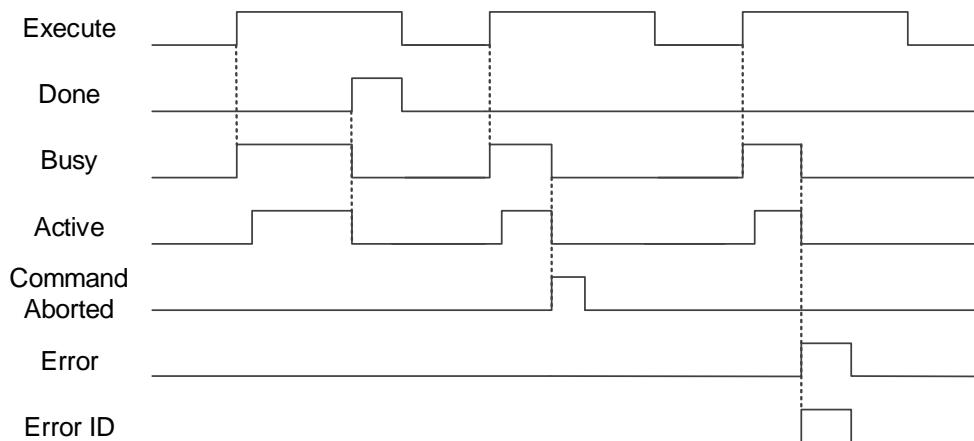 Execute
Done
Busy
Active
Command
Aborted
Error
Error ID